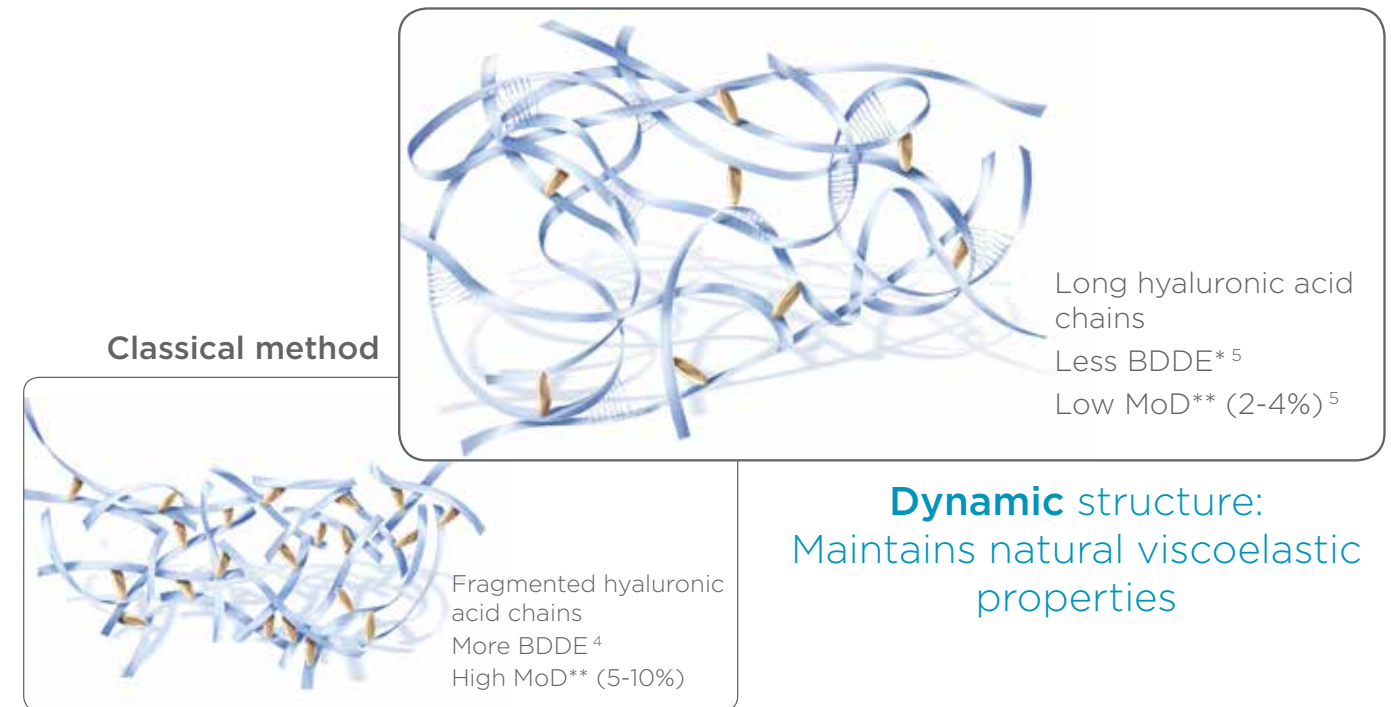 Long hyaluronic acid
chains
Less BDDE* 5
Low MoD** (2-4%) 5
Classical method
Fragmented hyaluronic
acid chains
More BDDE 4
High MoD** (5-10%)
Dynamic structure:
Maintains natural viscoelastic
properties